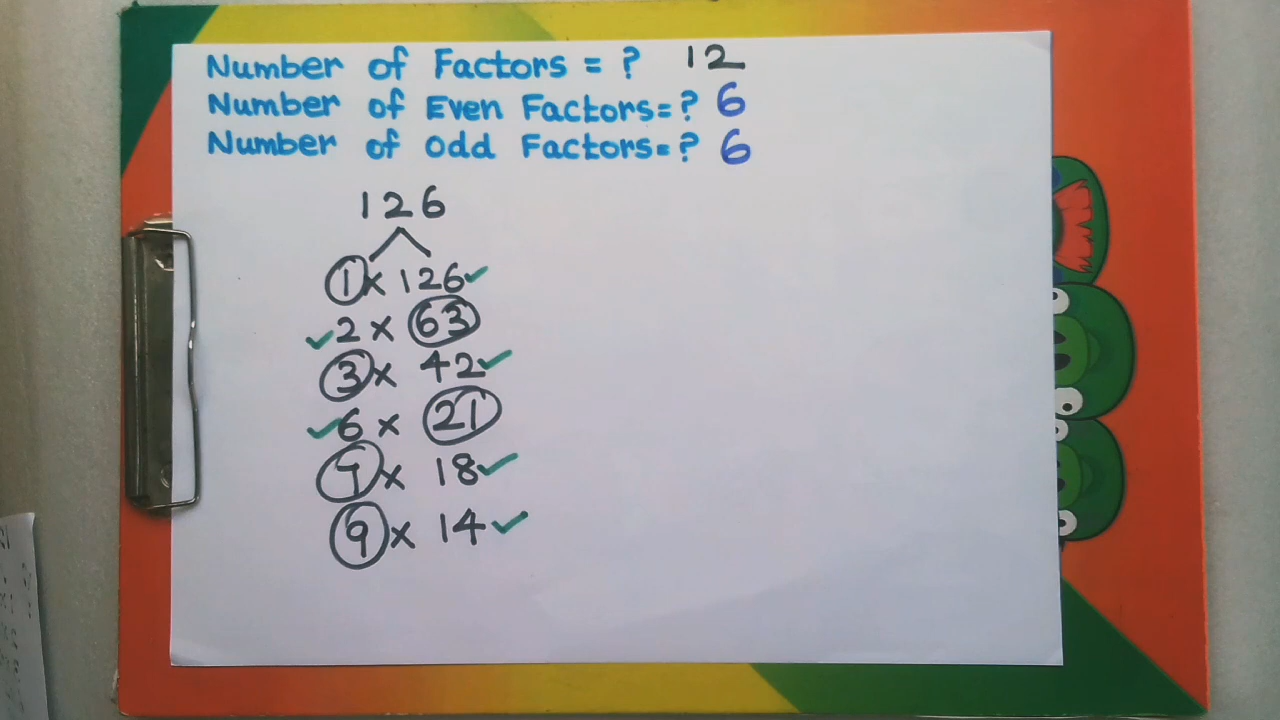 Number of Factors = ? 12
Number of Even Factors=? 6
Number of Odd Factors=? 6
126
1 x 126 ✓
✓ 2 x 63
3 x 42 ✓
✓ 6 x 21
7 x 18 ✓
9 x 14 ✓